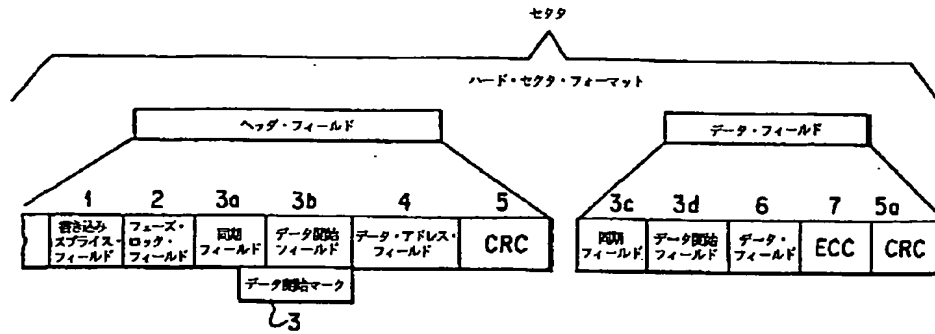 セクタ
ハード・セクタ・フォーマット
ヘッダ・フィールド
データ・フィールド
1 2 3a 3b 4 5 3c 3d 6 7 5a
書き込み
スプライス・
フィールド
フェーズ・
ロック・
フィールド
同期
フィールド
データ開始
フィールド
データ・アドレス・
フィールド
CRC
同期
フィールド
データ開始
フィールド
データ・
フィールド
ECC
CRC
データ開始マーク
3